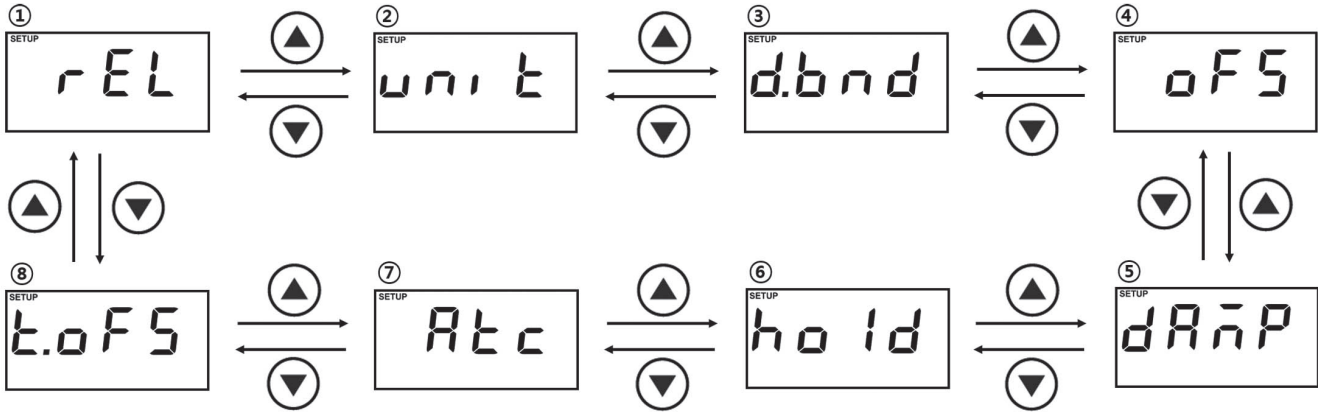 ① ② ③ ④
SETUP SETUP SETUP SETUP
rEL unit d.bnd oFS
⑧ ⑦ ⑥ ⑤
SETUP SETUP SETUP SETUP
t.oFS Atc hold dAmP